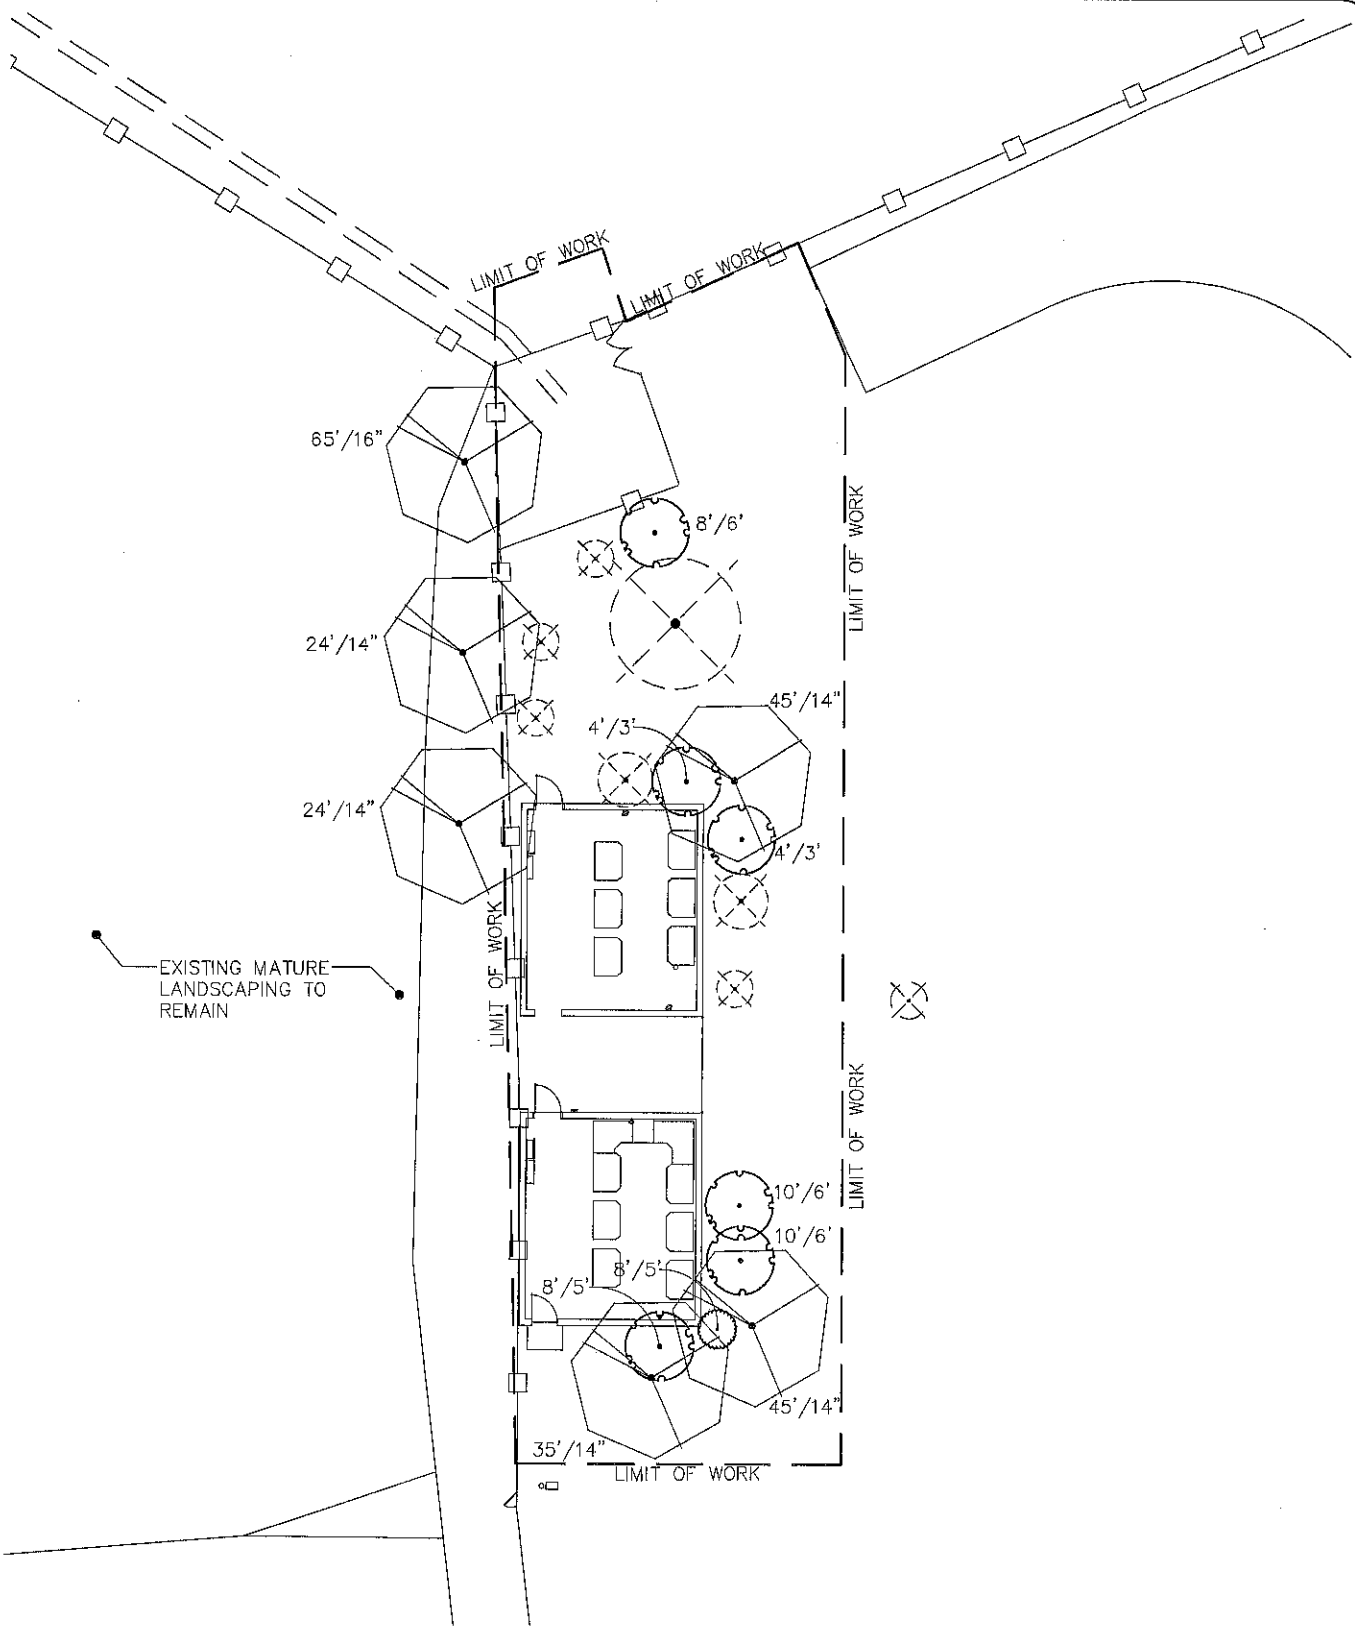 LIMIT OF WORK
LIMIT OF WORK
65'/16"
8'/6'
LIMIT OF WORK
24'/14"
45'/14"
4'/3'
24'/14"
4'/3'
LIMIT OF WORK
EXISTING MATURE
LANDSCAPING TO
REMAIN
LIMIT OF WORK
10'/6'
10'/6'
8'/5'
8'/5'
45'/14"
35'/14"
LIMIT OF WORK